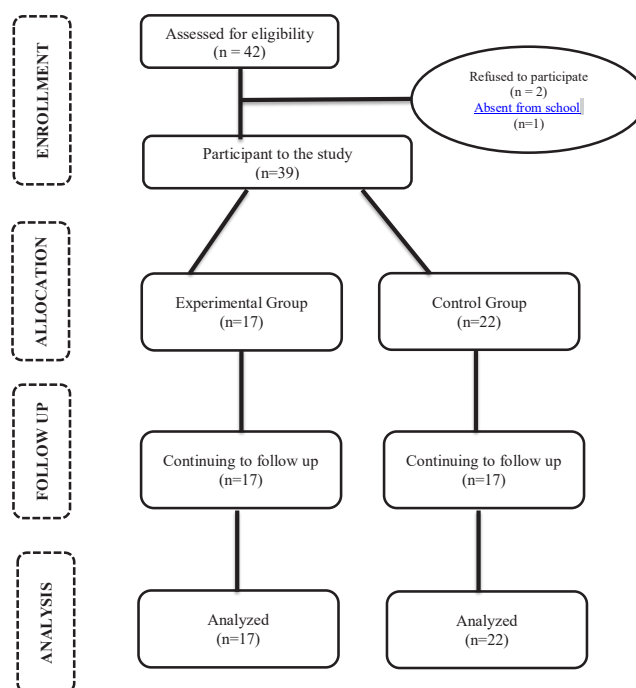 ENROLLMENT
Assessed for eligibility
(n = 42)
Refused to participate
(n = 2)
Absent from school
(n=1)
Participant to the study
(n=39)
ALLOCATION
Experimental Group
(n=17)
Control Group
(n=22)
FOLLOW UP
Continuing to follow up
(n=17)
Continuing to follow up
(n=17)
ANALYSIS
Analyzed
(n=17)
Analyzed
(n=22)